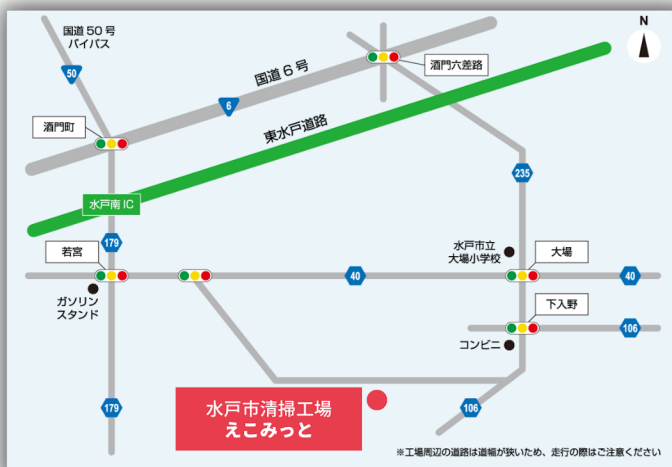 国道50号
バイパス
50
国道6号
6
酒門六差路
N
酒門町
東水戸道路
水戸南IC
235
179
若宮
水戸市立
大場小学校
大場
40
40
ガソリン
スタンド
下入野
106
コンビニ
179
水戸市清掃工場
えこみっと
106
※工場周辺の道路は道幅が狭いため、走行の際はご注意ください